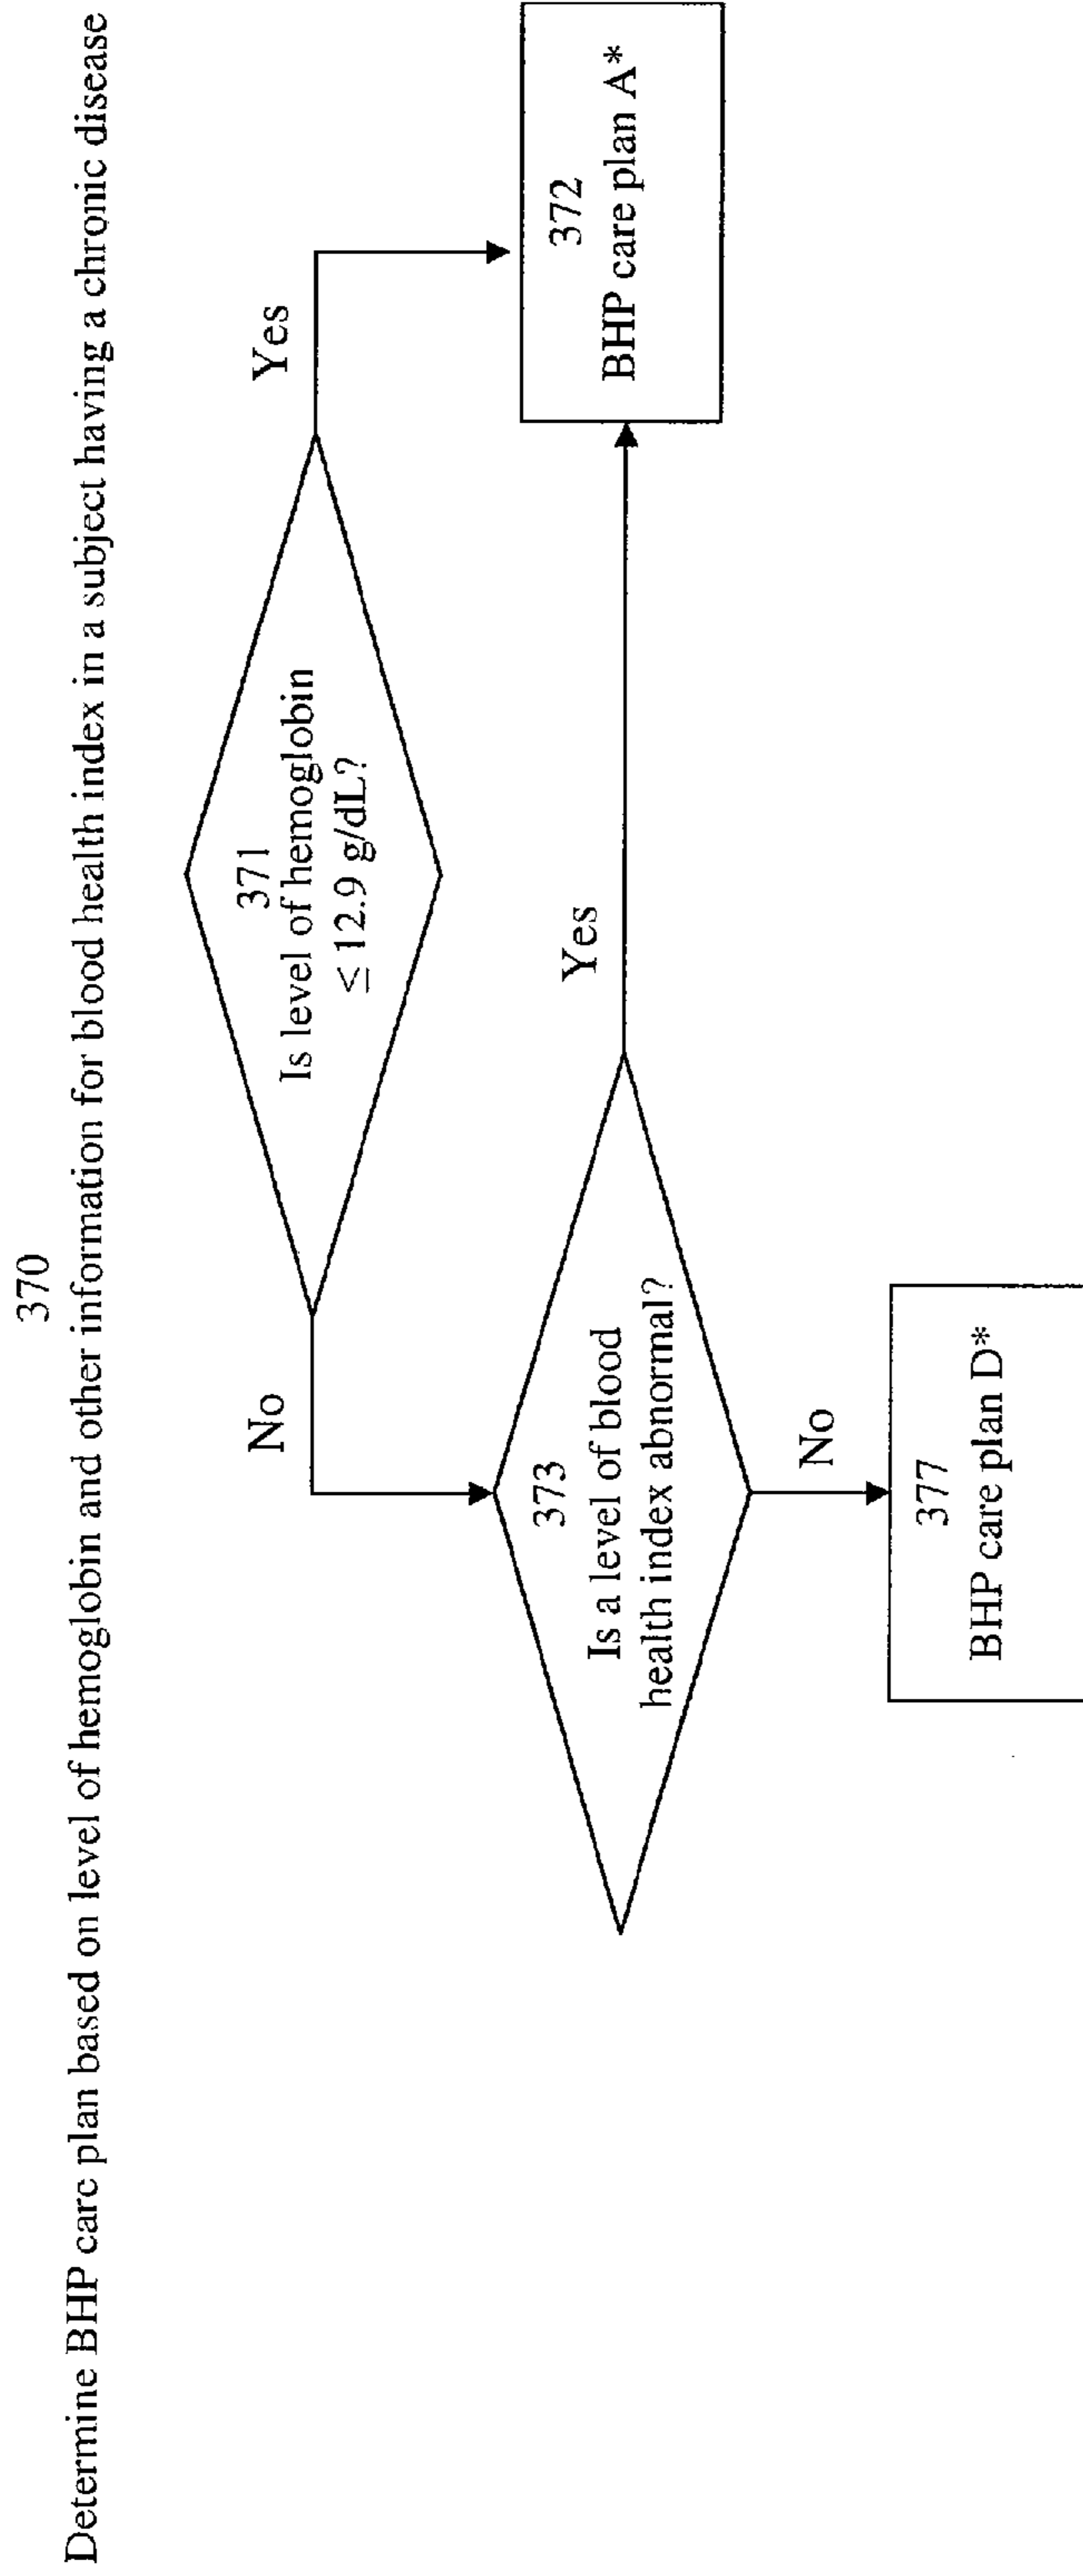 370
Determine BHP care plan based on level of hemoglobin and other information for blood health index in a subject having a chronic disease
371
Is level of hemoglobin
≤ 12.9 g/dL?
Yes
No
372
BHP care plan A*
373
Is a level of blood
health index abnormal?
Yes
No
377
BHP care plan D*